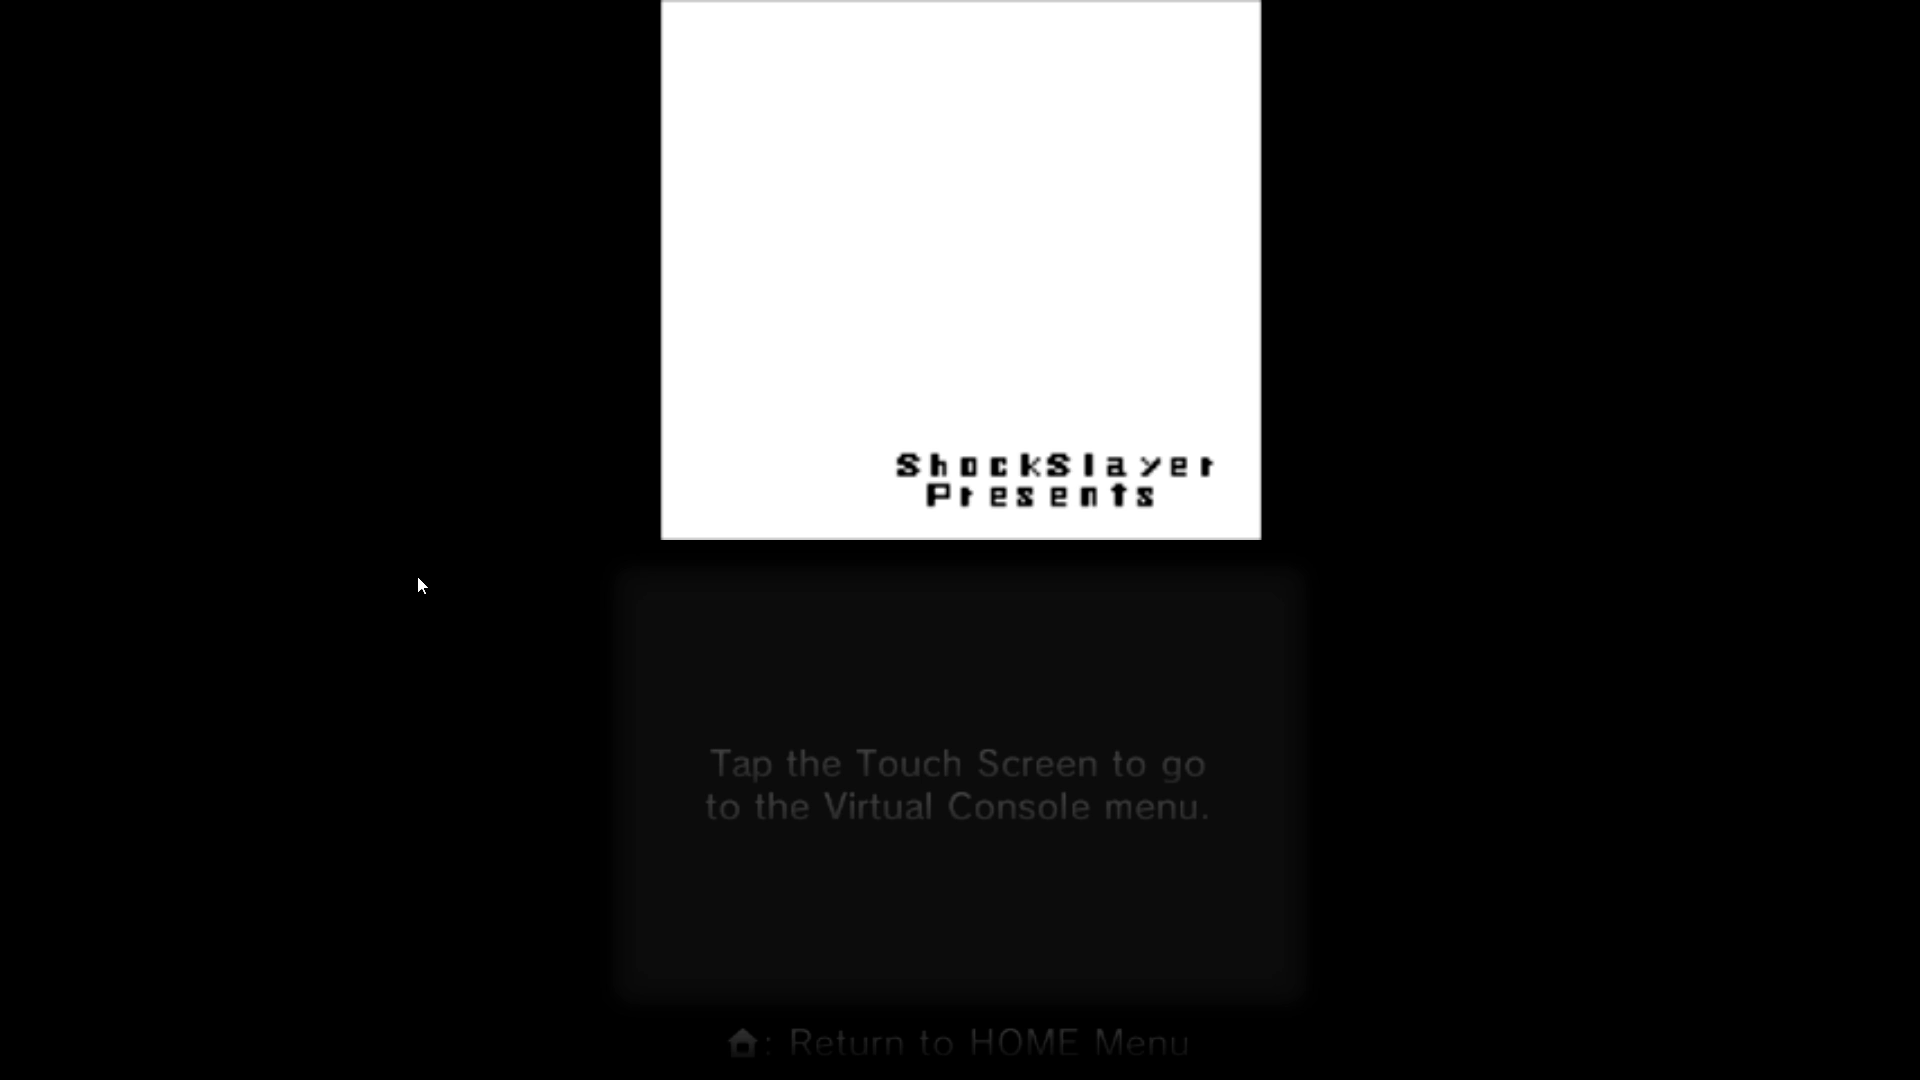 ShockSlayer
Presents
Tap the Touch Screen to go
to the Virtual Console menu.
: Return to HOME Menu